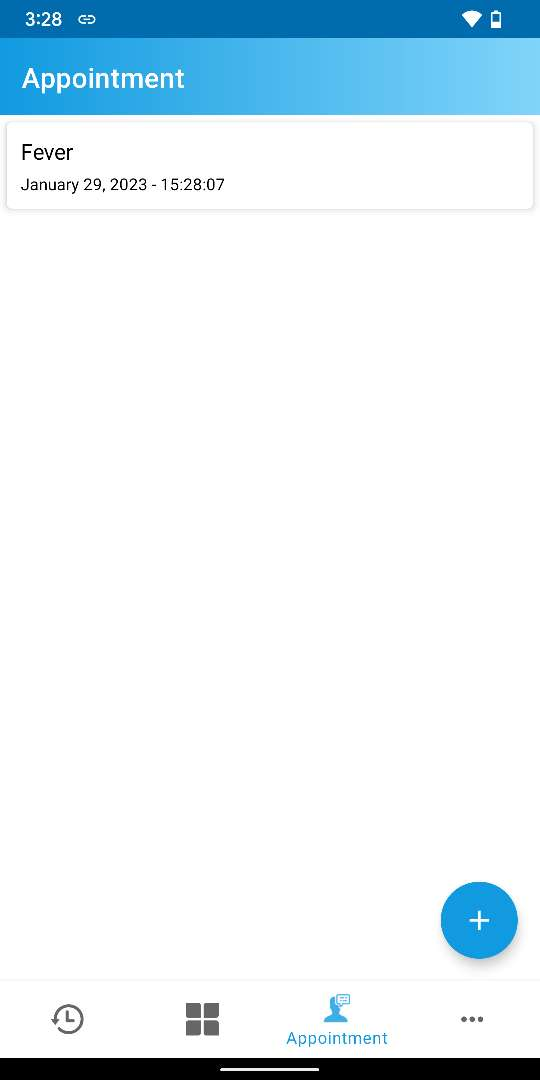 3:28
Appointment
Fever
January 29, 2023 - 15:28:07
Appointment